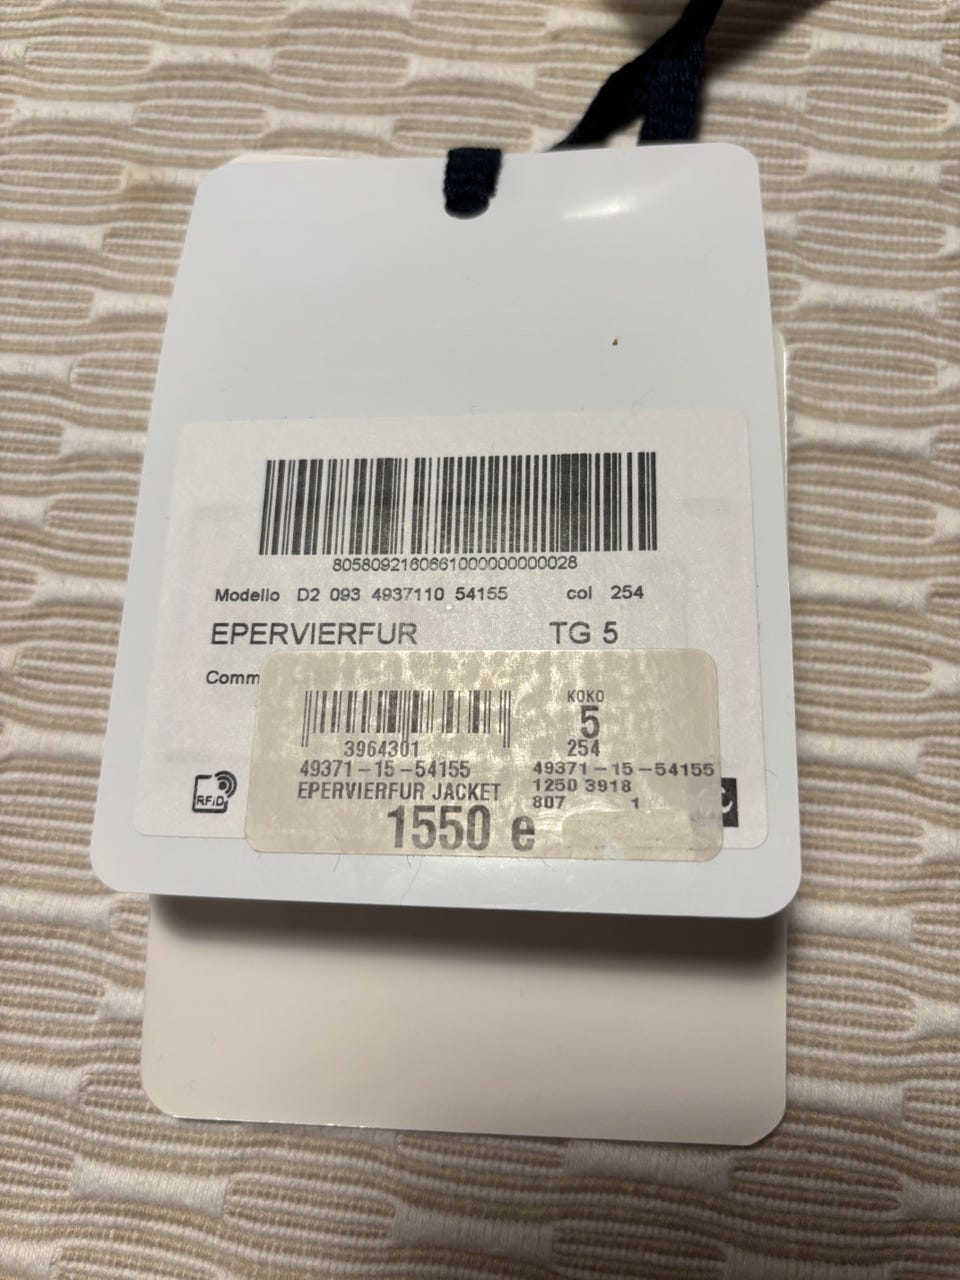 8058092160661000000000028
Modello D2 093 4937110 54155 col 254
EPERVIERFUR TG 5
Comm
RFID
3964301
KOKO
5
254
49371-15-54155
EPERVIERFUR JACKET
1550 e
49371-15-54155
1250 3918
807 1